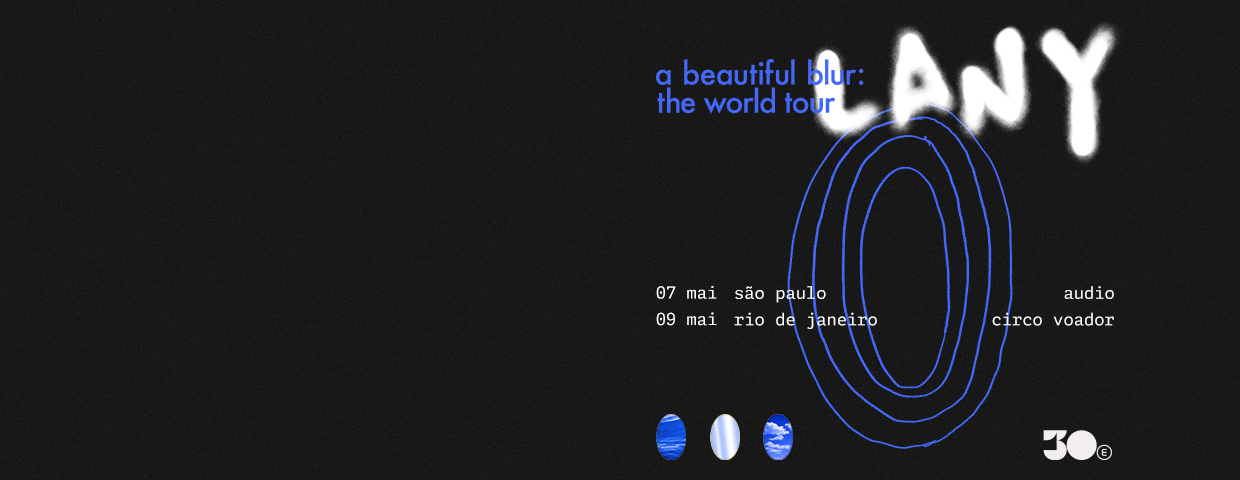 LANY
a beautiful blur:
the world tour
07 mai são paulo audio
09 mai rio de janeiro circo voador
30E